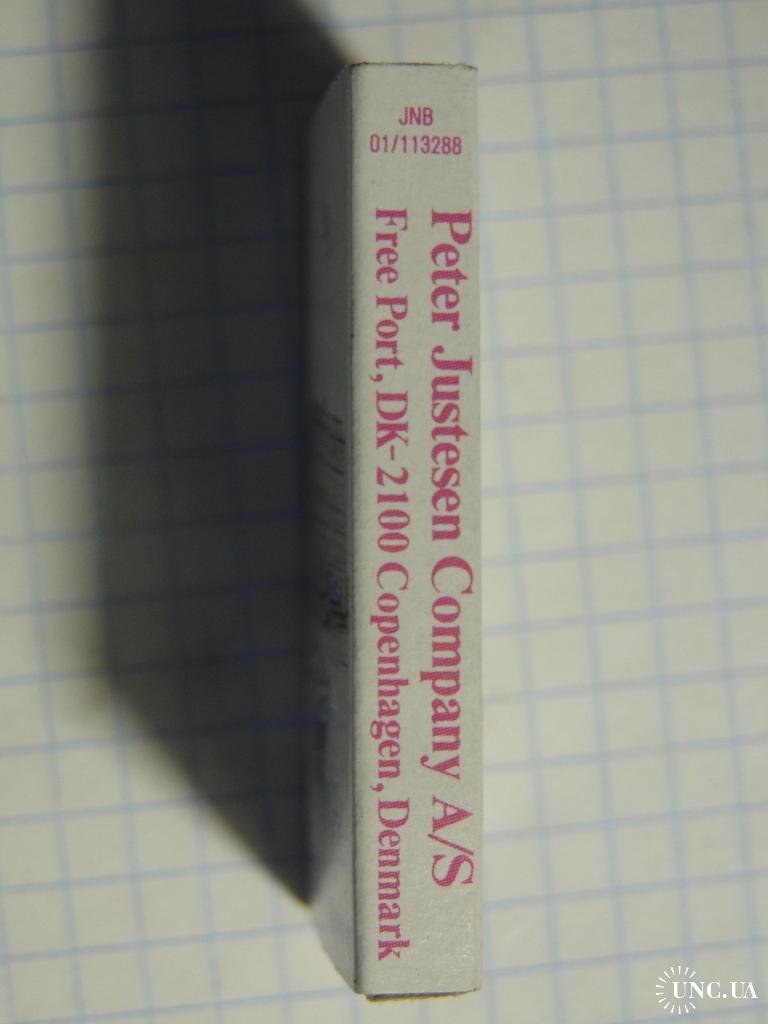 JNB
01/113288
Peter Justesen Company A/S
Free Port, DK-2100 Copenhagen, Denmark
UNC.UA